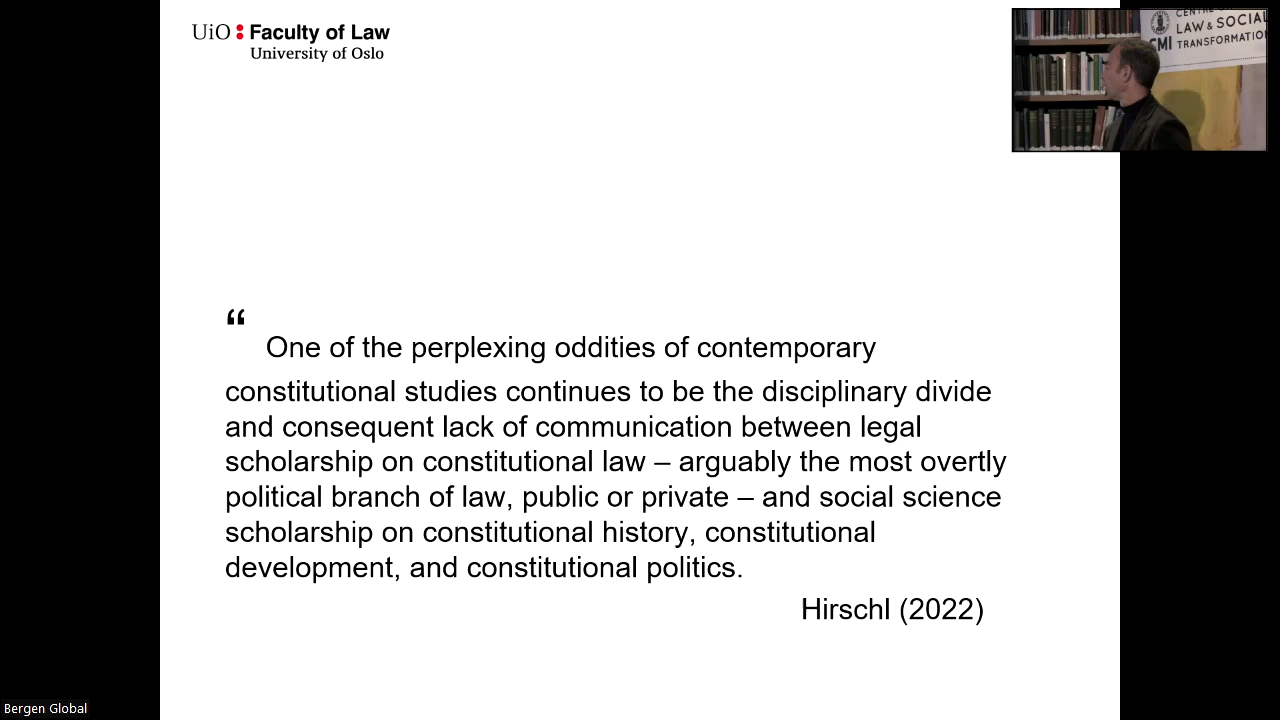 UiO : Faculty of Law
University of Oslo
CENTRE ON
LAW & SOCIAL
CMI TRANSFORMATION
“
One of the perplexing oddities of contemporary
constitutional studies continues to be the disciplinary divide
and consequent lack of communication between legal
scholarship on constitutional law – arguably the most overtly
political branch of law, public or private – and social science
scholarship on constitutional history, constitutional
development, and constitutional politics.
Hirschl (2022)
Bergen Global